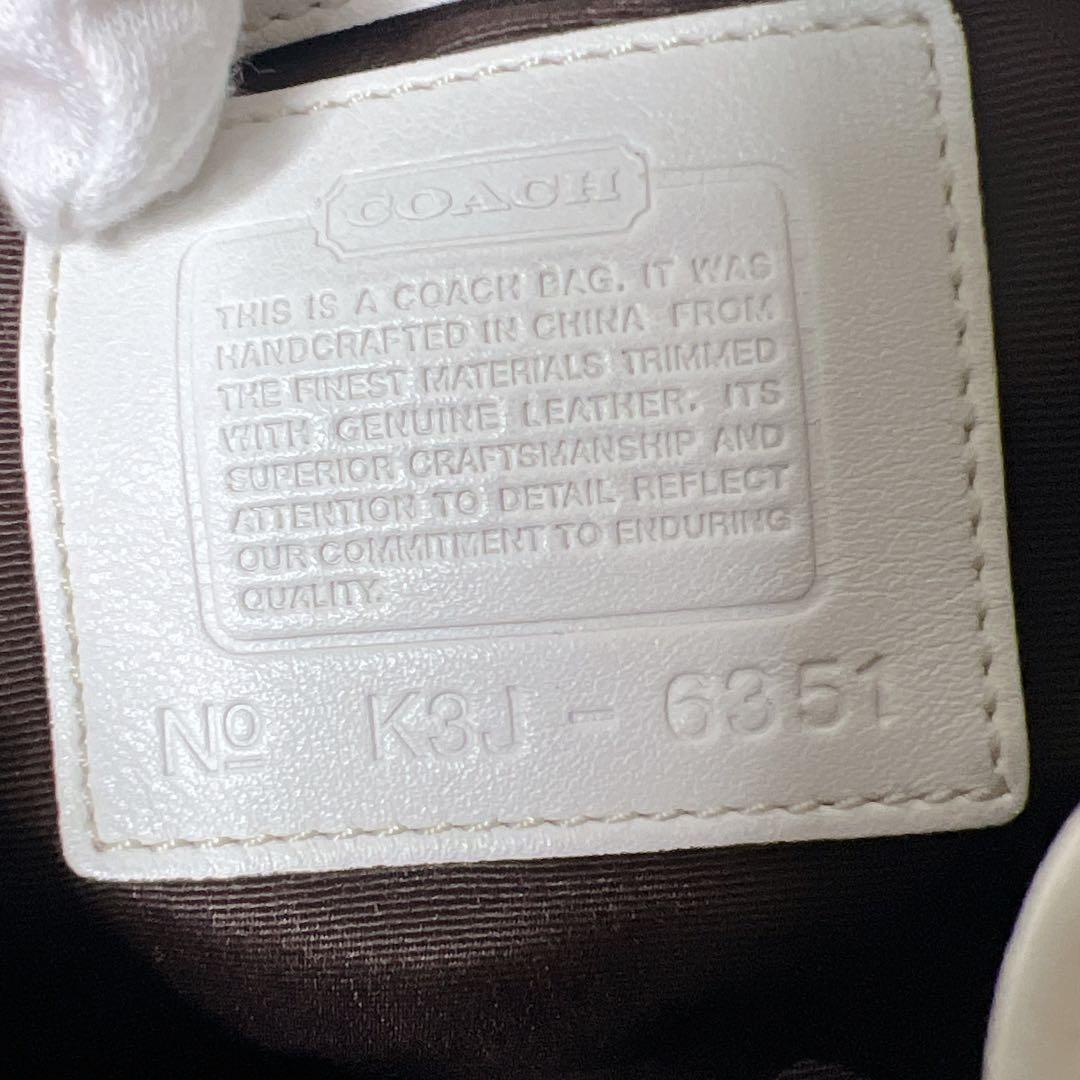 COACH
THIS IS A COACH BAG. IT WAS
HANDCRAFTED IN CHINA FROM
THE FINEST MATERIALS TRIMMED
WITH GENUINE LEATHER. ITS
SUPERIOR CRAFTSMANSHIP AND
ATTENTION TO DETAIL REFLECT
OUR COMMITMENT TO ENDURING
QUALITY.
Nº K3J - 6351